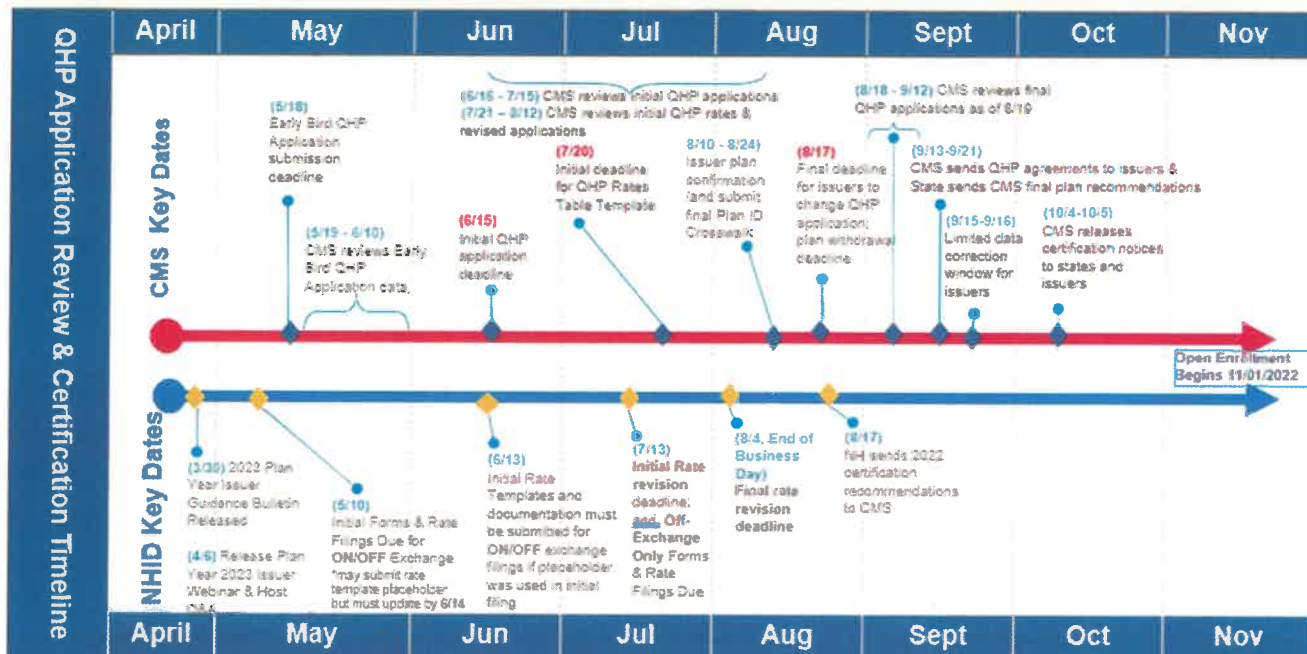 QHP Application Review & Certification Timeline
April May Jun Jul Aug Sept Oct Nov
CMS Key Dates
(5/18)
Early Bird QHP
Application
submission
deadline
(5/19 - 6/10)
CMS reviews Early
Bird QHP
Application data.
(6/16 - 7/15) CMS reviews initial QHP applications
(7/21 - 8/12) CMS reviews initial QHP rates &
revised applications
(6/15)
Initial QHP
application
deadline
(7/20)
Initial deadline
for QHP Rates
Table Template
8/10 - 8/24)
Issuer plan
confirmation
(and submit
final Plan ID
Crosswalk)
(8/17)
Final deadline
for issuers to
change QHP
application;
plan withdrawal
deadline
(8/18 - 9/12) CMS reviews final
QHP applications as of 8/19
(9/13-9/21)
CMS sends QHP agreements to issuers &
State sends CMS final plan recommendations
(9/15-9/16)
Limited data
correction
window for
issuers
(10/4-10/5)
CMS releases
certification notices
to states and
issuers
Open Enrollment
Begins 11/01/2022
NHID Key Dates
(3/30) 2023 Plan
Year Issuer
Guidance Bulletin
Released
(4/6) Release Plan
Year 2023 Issuer
Webinar & Host
Q&A
(5/10)
Initial Forms & Rate
Filings Due for
ON/OFF Exchange
*may submit rate
template placeholder
but must update by 6/14
(6/13)
Initial Rate
Templates and
documentation must
be submitted for
ON/OFF exchange
filings if placeholder
was used in initial
filing
(7/13)
Initial Rate
revision
deadline;
and Off-
Exchange
Only Forms
& Rate
Filings Due
(8/4, End of
Business
Day)
Final rate
revision
deadline
(8/17)
NH sends 2022
certification
recommendations
to CMS
April May Jun Jul Aug Sept Oct Nov